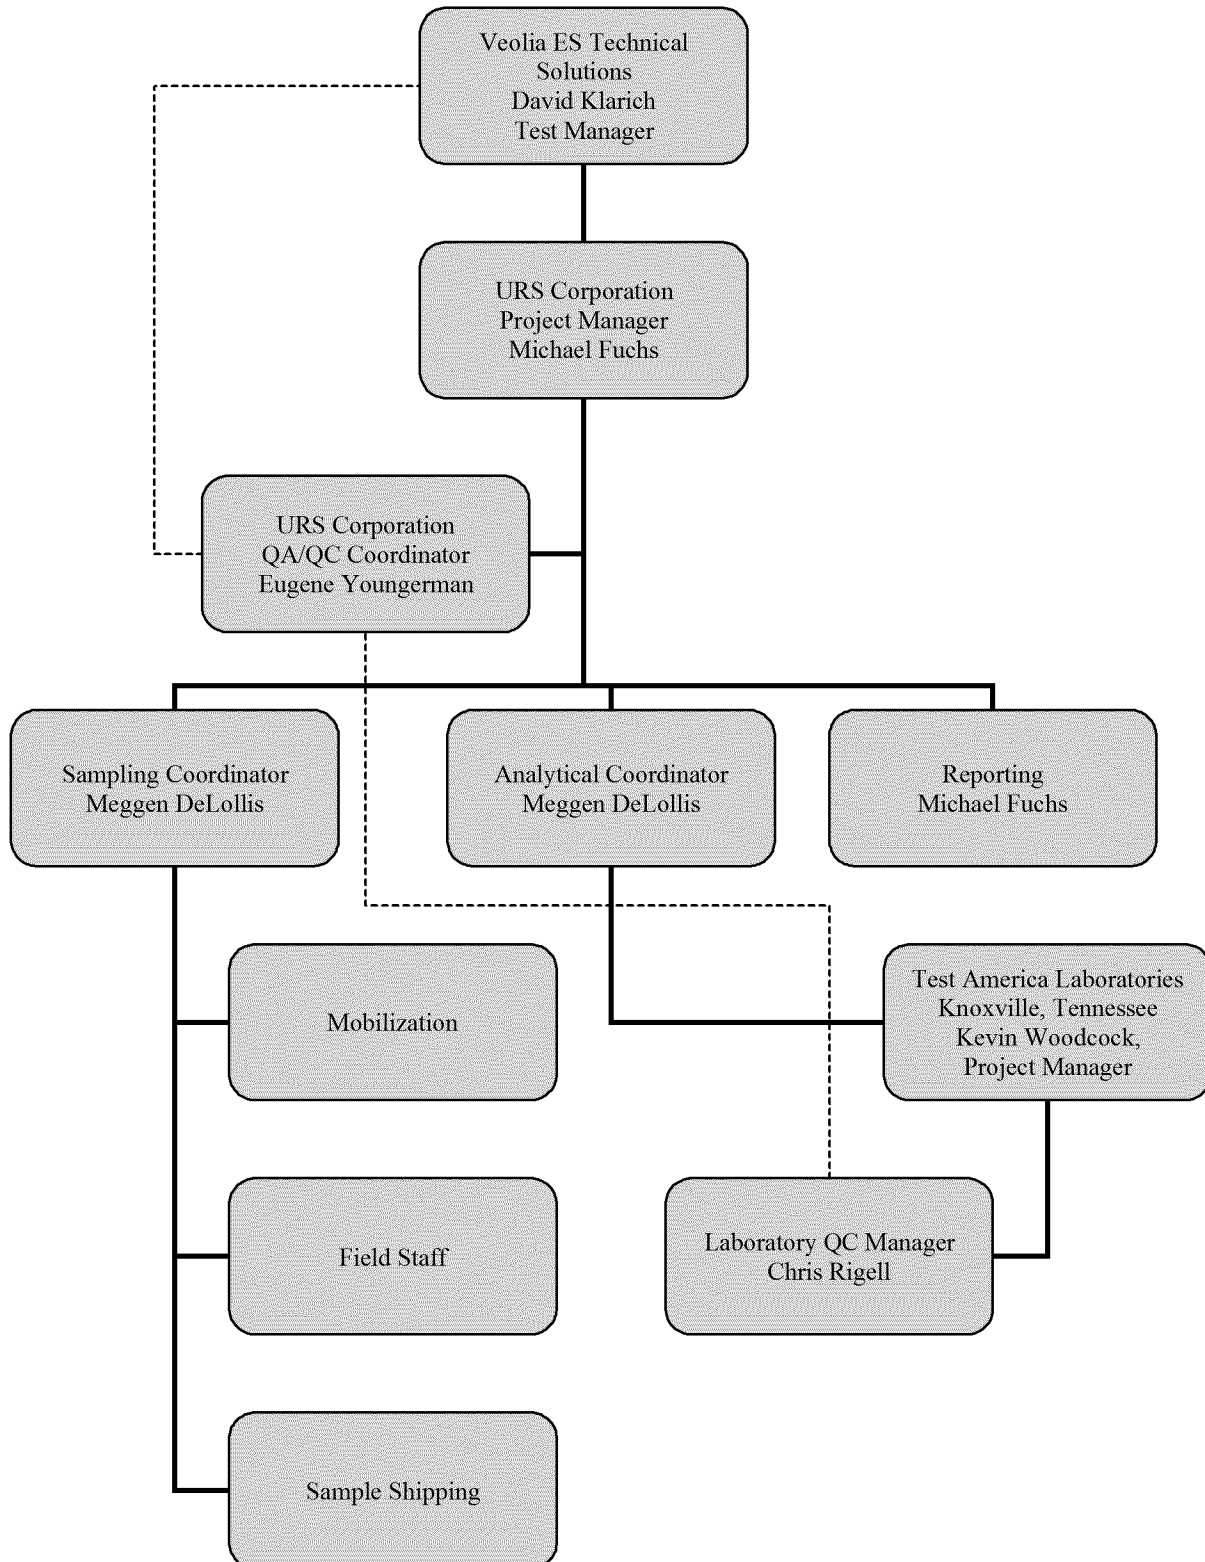 Veolia ES Technical
Solutions
David Klarich
Test Manager
URS Corporation
Project Manager
Michael Fuchs
URS Corporation
QA/QC Coordinator
Eugene Youngerman
Sampling Coordinator
Meggen DeLollis
Analytical Coordinator
Meggen DeLollis
Reporting
Michael Fuchs
Mobilization
Test America Laboratories
Knoxville, Tennessee
Kevin Woodcock,
Project Manager
Field Staff
Laboratory QC Manager
Chris Rigell
Sample Shipping